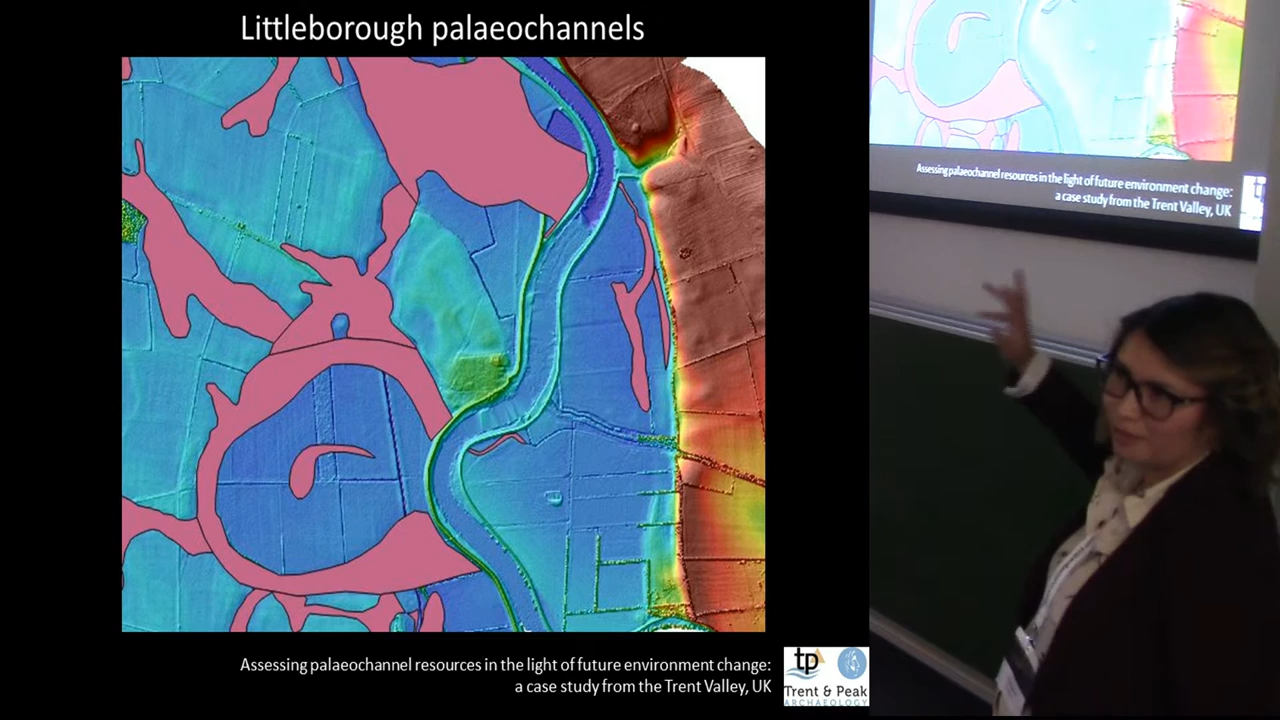 Littleborough palaeochannels
Assessing palaeochannel resources in the light of future environment change:
a case study from the Trent Valley, UK
tp
Trent & Peak
ARCHAEOLOGY
Assessing palaeochannel resources in the light of future environment change:
a case study from the Trent Valley, UK